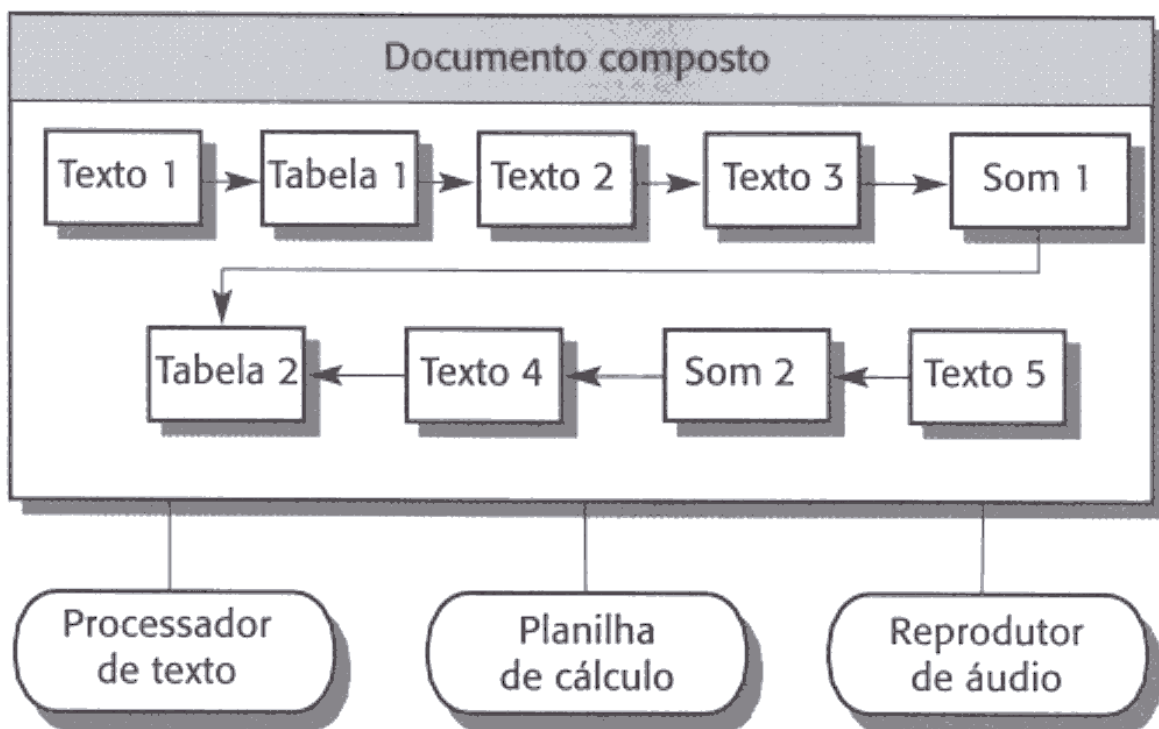 Documento composto
Texto 1
Tabela 1
Texto 2
Texto 3
Som 1
Tabela 2
Texto 4
Som 2
Texto 5
Processador
de texto
Planilha
de cálculo
Reprodutor
de áudio